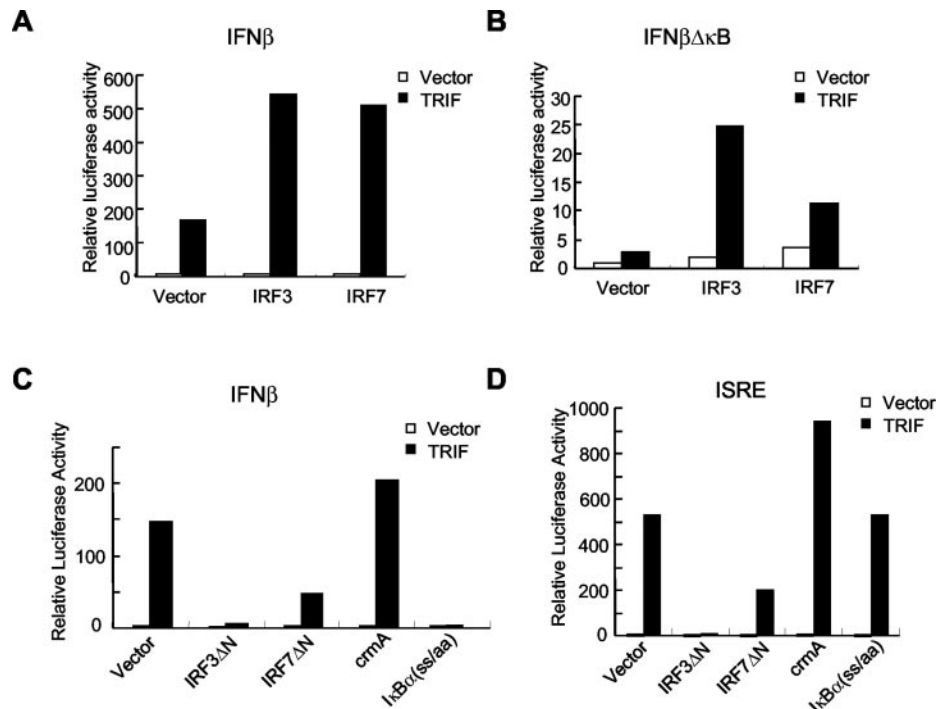 A
IFNβ
Vector
TRIF
Relative luciferase activity
600
500
400
300
200
100
0
Vector IRF3 IRF7
B
IFNβΔκB
Vector
TRIF
Relative luciferase activity
30
25
20
15
10
5
0
Vector IRF3 IRF7
C
IFNβ
Vector
TRIF
Relative Luciferase Activity
200
100
0
Vector IRF3ΔN IRF7ΔN crmA IκBα(ss/aa)
D
ISRE
Vector
TRIF
Relative Luciferase Activity
1000
800
600
400
200
0
Vector IRF3ΔN IRF7ΔN crmA IκBα(ss/aa)